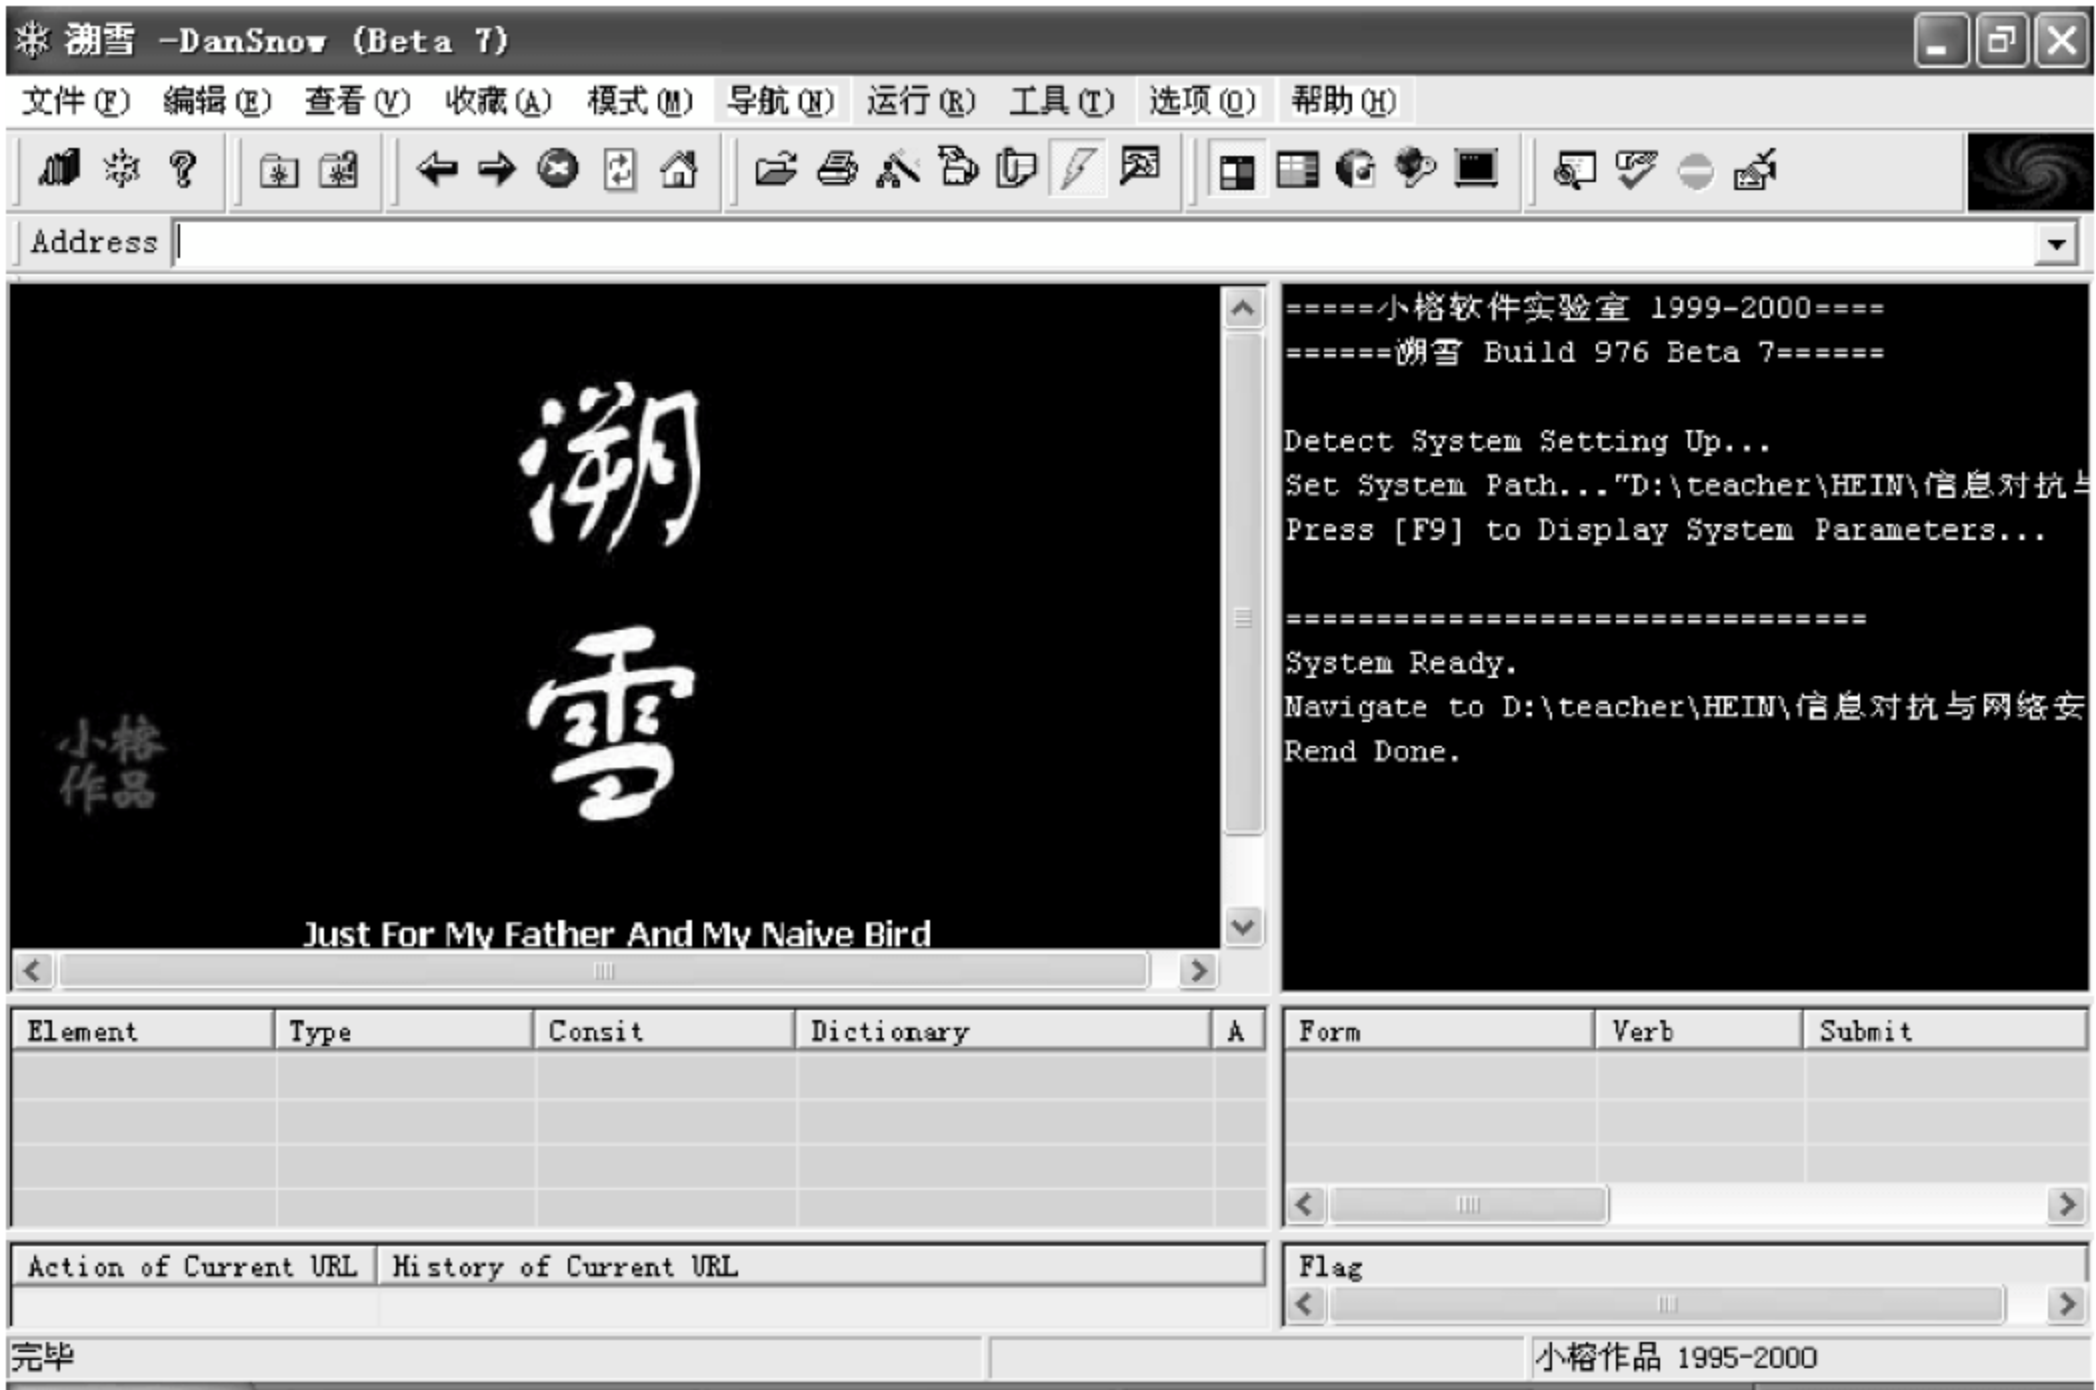 溯雪 -DanSnow (Beta 7)
文件(F) 编辑(E) 查看(V) 收藏(A) 模式(M) 导航(N) 运行(R) 工具(T) 选项(O) 帮助(H)
Address
溯
雪
小榕
作品
Just For My Father And My Naive Bird
=====小榕软件实验室 1999-2000====
======溯雪 Build 976 Beta 7======
Detect System Setting Up...
Set System Path..."D:\teacher\HEIN\信息对抗与
Press [F9] to Display System Parameters...
================================
System Ready.
Navigate to D:\teacher\HEIN\信息对抗与网络安
Rend Done.
Element Type Consit Dictionary A
Form Verb Submit
Action of Current URL History of Current URL
Flag
完毕
小榕作品 1995-2000